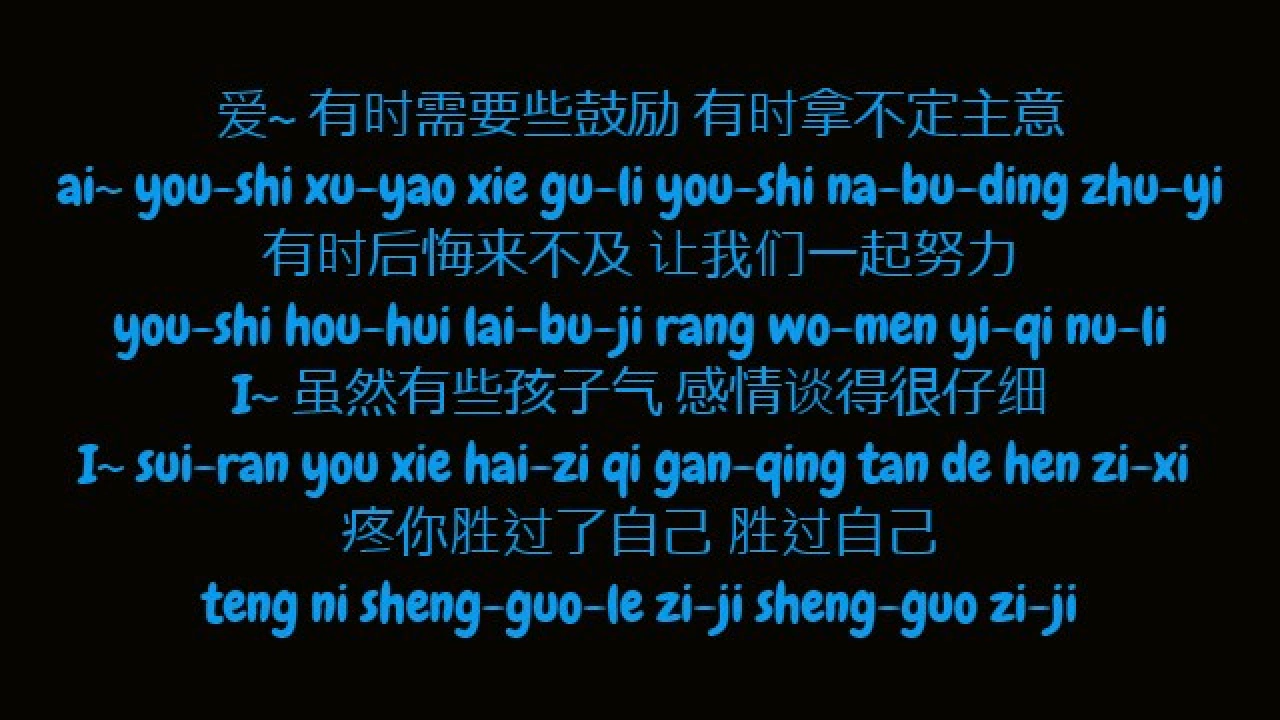 爱~ 有时需要些鼓励 有时拿不定主意
ai~ you-shi xu-yao xie gu-li you-shi na-bu-ding zhu-yi
有时后悔来不及 让我们一起努力
you-shi hou-hui lai-bu-ji rang wo-men yi-qi nu-li
I~ 虽然有些孩子气 感情谈得很仔细
I~ sui-ran you xie hai-zi qi gan-qing tan de hen zi-xi
疼你胜过了自己 胜过自己
teng ni sheng-guo-le zi-ji sheng-guo zi-ji